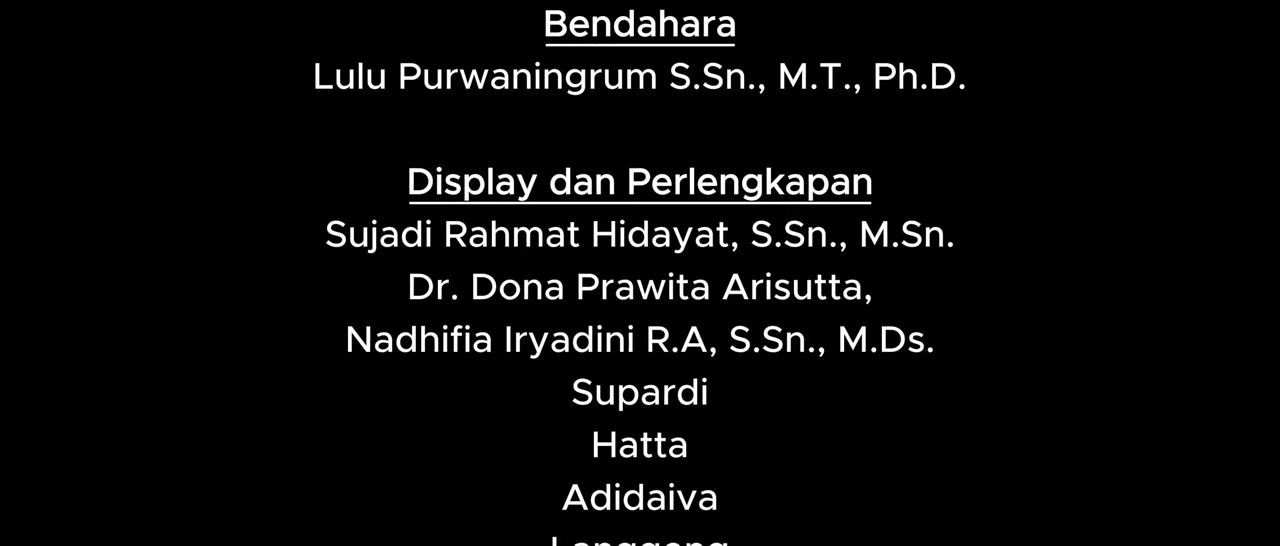 Bendahara
Lulu Purwaningrum S.Sn., M.T., Ph.D.
Display dan Perlengkapan
Sujadi Rahmat Hidayat, S.Sn., M.Sn.
Dr. Dona Prawita Arisutta,
Nadhifia Iryadini R.A, S.Sn., M.Ds.
Supardi
Hatta
Adidaiva